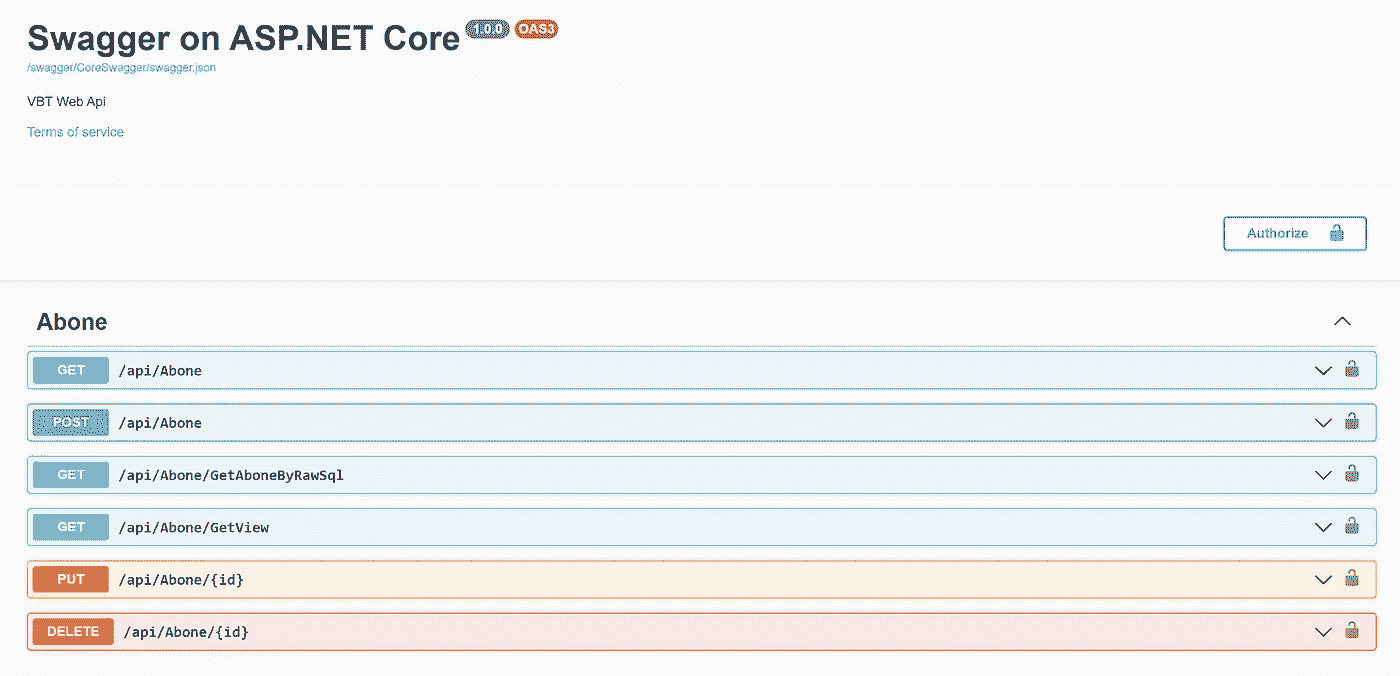 Swagger on ASP.NET Core 1.0.0 OAS3
/swagger/CoreSwagger/swagger.json
VBT Web Api
Terms of service
Authorize
Abone
GET /api/Abone
POST /api/Abone
GET /api/Abone/GetAboneByRawSql
GET /api/Abone/GetView
PUT /api/Abone/{id}
DELETE /api/Abone/{id}